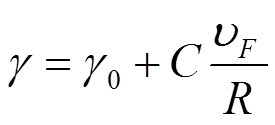 γ = γ₀ + C υ_F / R